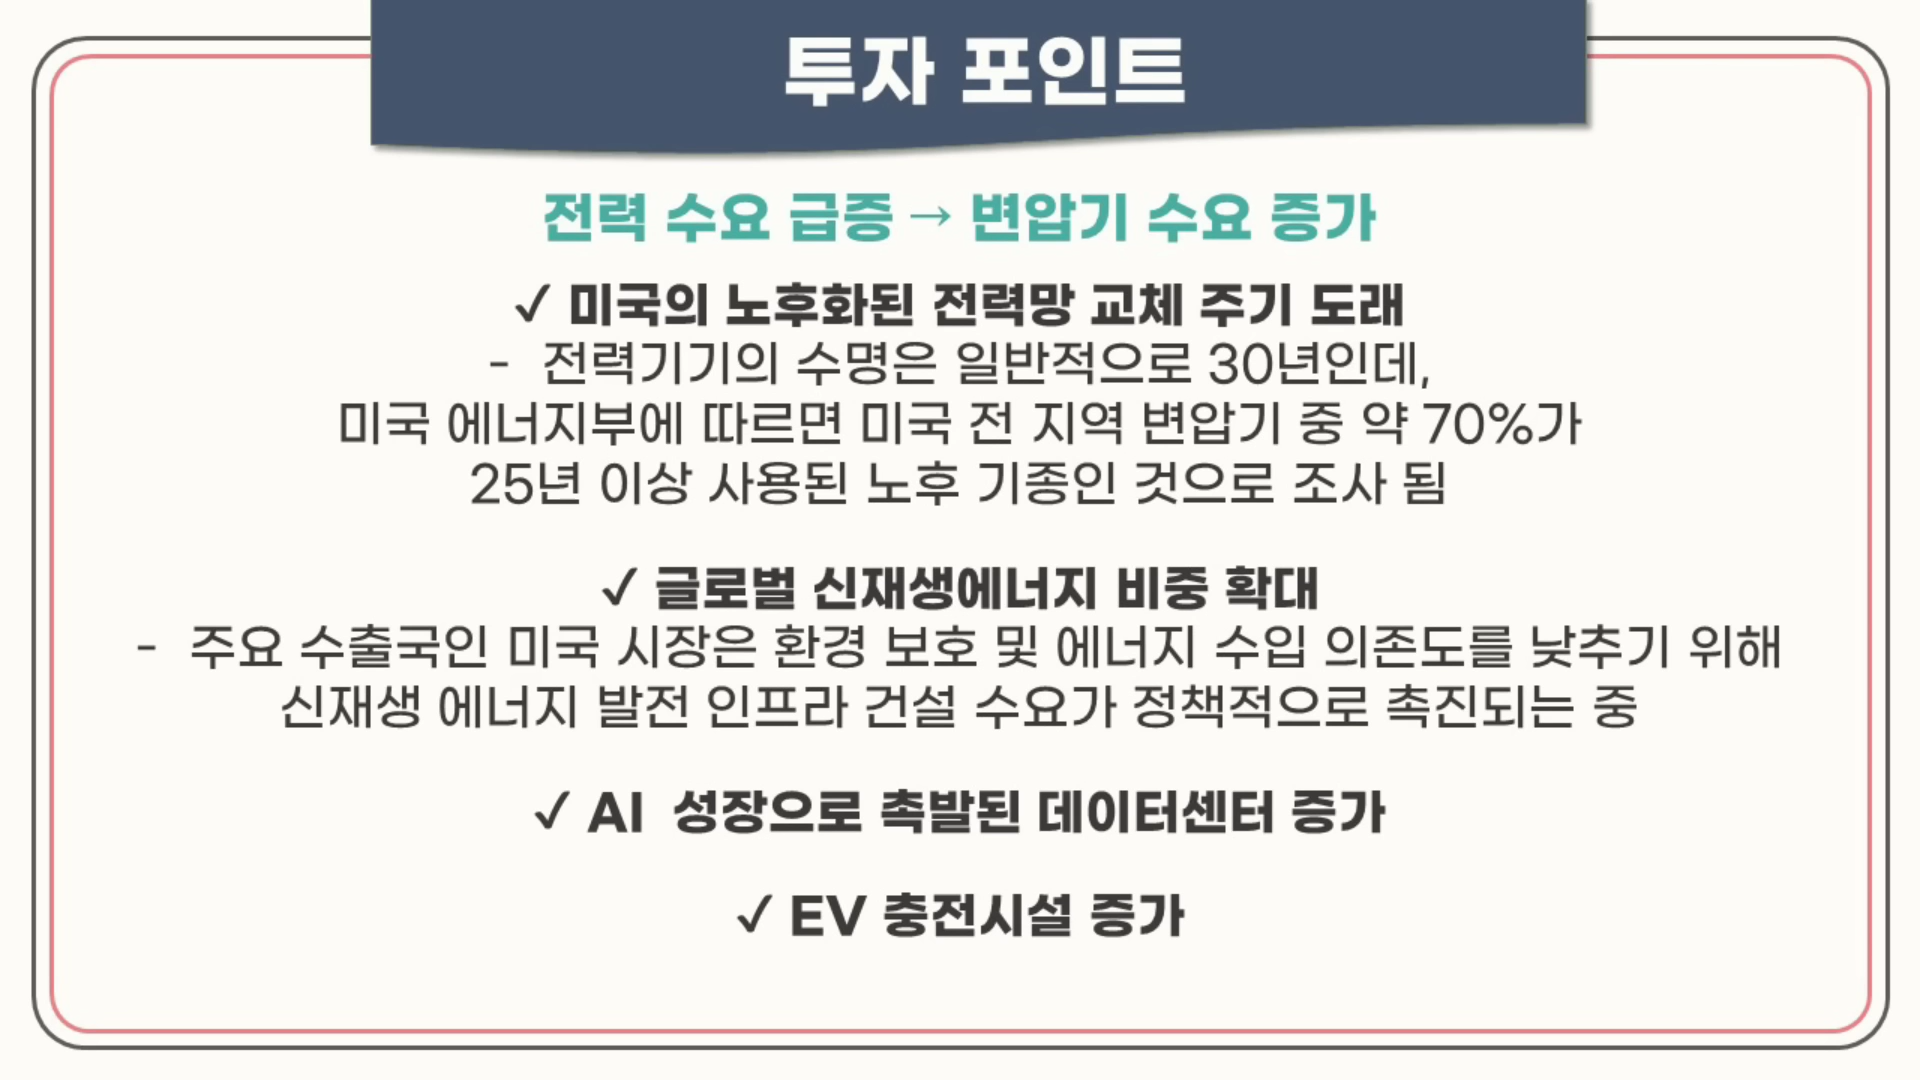 투자 포인트
전력 수요 급증 → 변압기 수요 증가
✓ 미국의 노후화된 전력망 교체 주기 도래
- 전력기기의 수명은 일반적으로 30년인데,
미국 에너지부에 따르면 미국 전 지역 변압기 중 약 70%가
25년 이상 사용된 노후 기종인 것으로 조사 됨
✓ 글로벌 신재생에너지 비중 확대
- 주요 수출국인 미국 시장은 환경 보호 및 에너지 수입 의존도를 낮추기 위해
신재생 에너지 발전 인프라 건설 수요가 정책적으로 촉진되는 중
✓ AI 성장으로 촉발된 데이터센터 증가
✓ EV 충전시설 증가